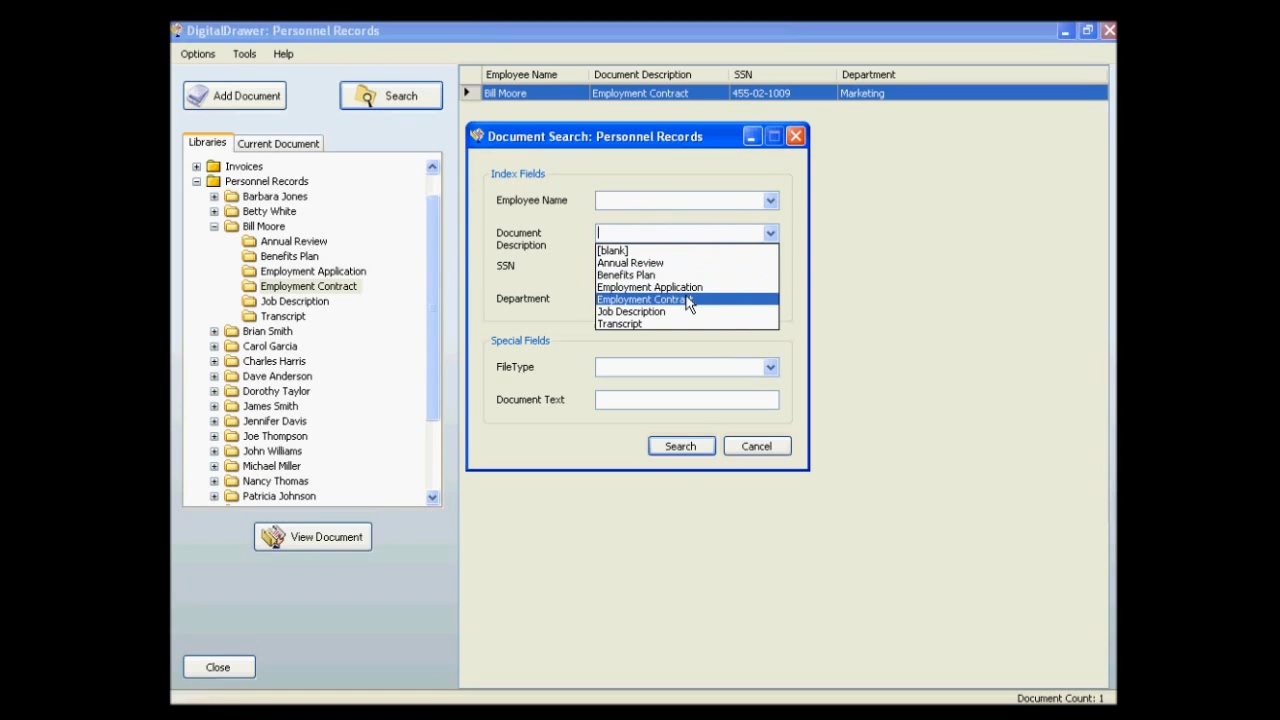 DigitalDrawer: Personnel Records
Options Tools Help
Add Document Search
Libraries Current Document
Invoices
Personnel Records
Barbara Jones
Betty White
Bill Moore
Annual Review
Benefits Plan
Employment Application
Employment Contract
Job Description
Transcript
Brian Smith
Carol Garcia
Charles Harris
Dave Anderson
Dorothy Taylor
James Smith
Jennifer Davis
Joe Thompson
John Williams
Michael Miller
Nancy Thomas
Patricia Johnson
View Document
Close
Employee Name Document Description SSN Department
Bill Moore Employment Contract 455-02-1009 Marketing
Document Search: Personnel Records
Index Fields
Employee Name
Document
Description
SSN
Department
[blank]
Annual Review
Benefits Plan
Employment Application
Employment Contract
Job Description
Transcript
Special Fields
FileType
Document Text
Search Cancel
Document Count: 1